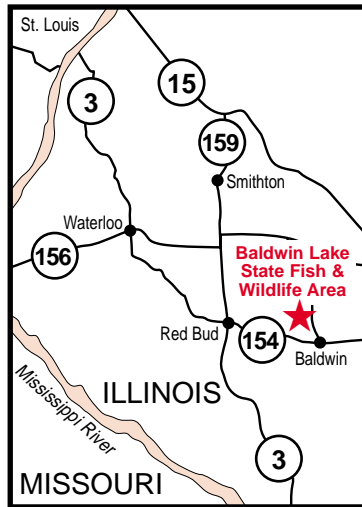 St. Louis
3
15
159
Smithton
Waterloo
156
Baldwin Lake
State Fish &
Wildlife Area
Red Bud
154
Baldwin
Mississippi River
ILLINOIS
3
MISSOURI